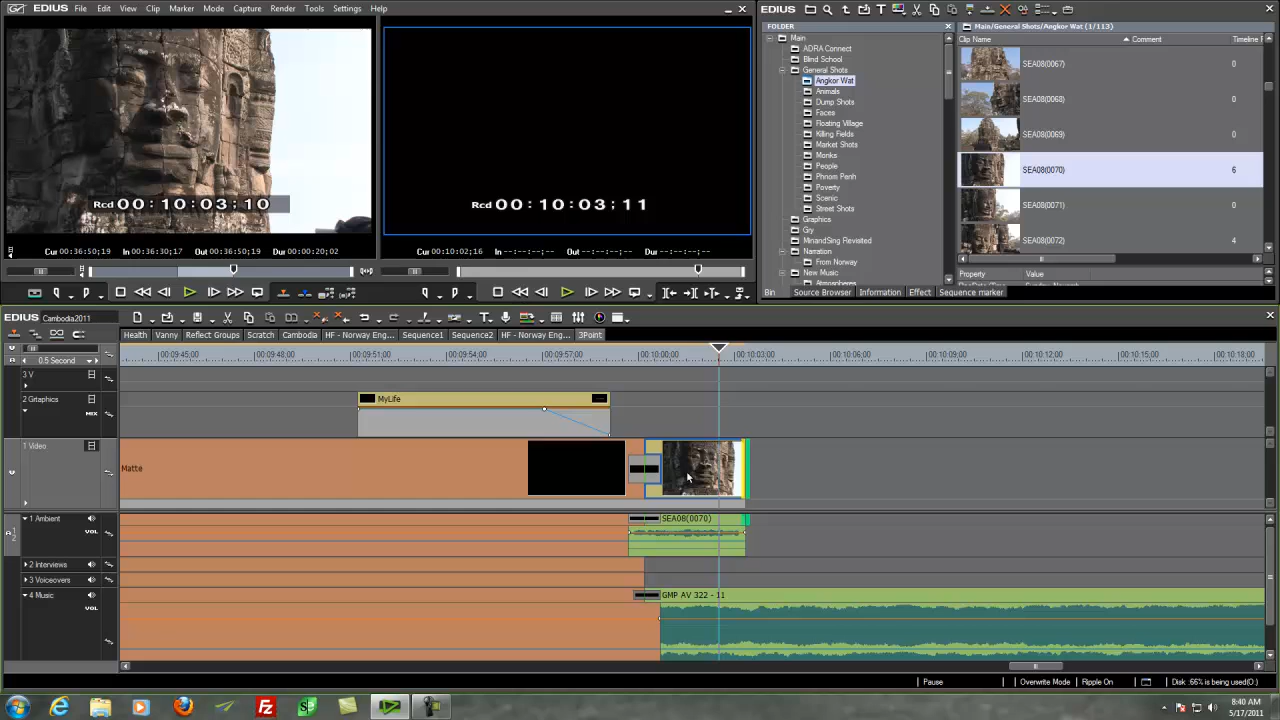 EDIUS File Edit View Clip Marker Mode Capture Render Tools Settings Help
Rcd 00:10:03;10
Rcd 00:10:03;11
Cur 00:36:50;19 In 00:36:30;17 Out 00:36:50;19 Dur 00:00:20;02
Cur 00:10:02;16 In --:--:--;-- Out --:--:--;-- Dur --:--:--;--
EDIUS
FOLDER
Main
ADRA Connect
Blind School
General Shots
Angkor Wat
Animals
Dump Shots
Faces
Floating Village
Killing Fields
Market Shots
Monks
People
Phnom Penh
Poverty
Scenic
Street Shots
Graphics
Gry
MinandSing Revisited
Narration
From Norway
New Music
Atmospheres
Main/General Shots/Angkor Wat (1/113)
Clip Name Comment Timeline
SEA08(0067) 0
SEA08(0068) 0
SEA08(0069) 0
SEA08(0070) 6
SEA08(0071) 0
SEA08(0072) 4
Property Value
Bin Source Browser Information Effect Sequence marker
EDIUS Cambodia2011
Health Vanny Reflect Groups Scratch Cambodia HF - Norway Eng... Sequence1 Sequence2 HF - Norway Eng... 3Point
0.5 Second
00:09:45;00 00:09:48;00 00:09:51;00 00:09:54;00 00:09:57;00 00:10:00;00 00:10:03;00 00:10:06;00 00:10:09;00 00:10:12;00 00:10:15;00 00:10:18;00
3 V
2 Grtaphics MyLife
MIX
1 Video
Matte
1 Ambient SEA08(0070)
VOL
2 Interviews
3 Voiceovers
4 Music GMP AV 322 - 11
VOL
Pause Overwrite Mode Ripple On Disk :66% is being used(O:)
8:40 AM
5/17/2011